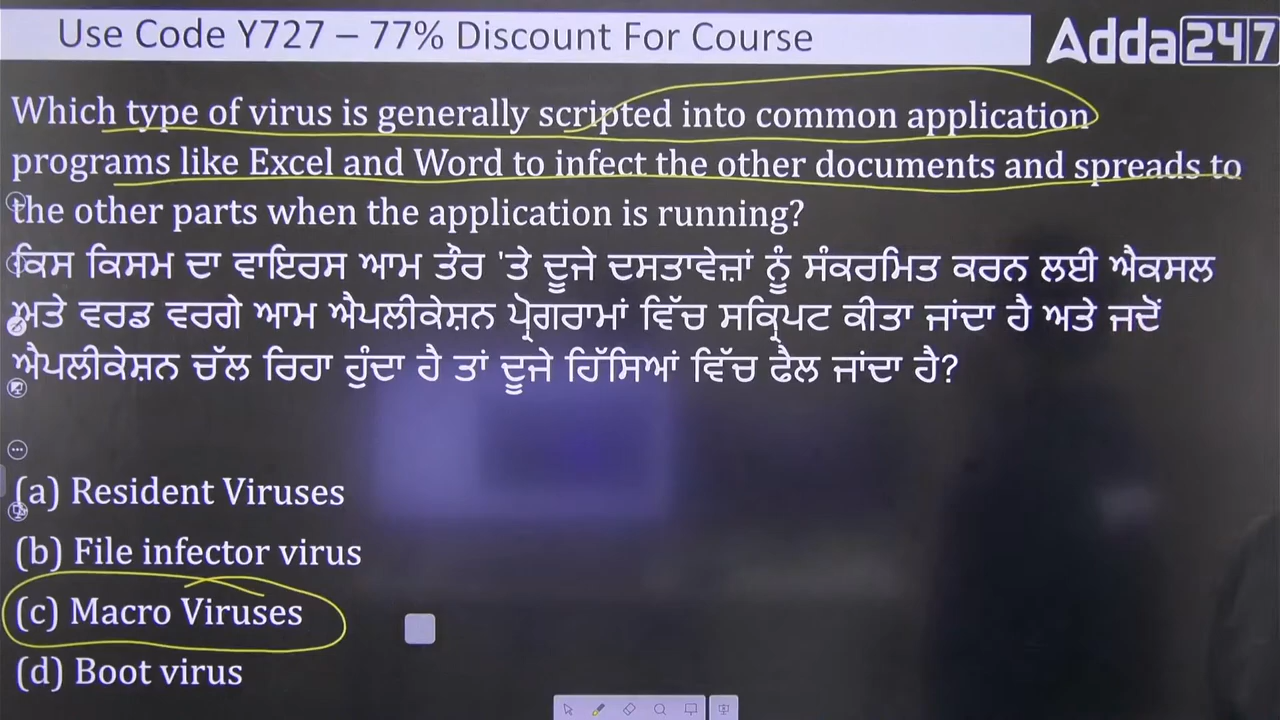 Use Code Y727 – 77% Discount For Course
Adda247
Which type of virus is generally scripted into common application
programs like Excel and Word to infect the other documents and spreads to
the other parts when the application is running?
ਕਿਸ ਕਿਸਮ ਦਾ ਵਾਇਰਸ ਆਮ ਤੌਰ 'ਤੇ ਦੂਜੇ ਦਸਤਾਵੇਜ਼ਾਂ ਨੂੰ ਸੰਕਰਮਿਤ ਕਰਨ ਲਈ ਐਕਸਲ
ਅਤੇ ਵਰਡ ਵਰਗੇ ਆਮ ਐਪਲੀਕੇਸ਼ਨ ਪ੍ਰੋਗਰਾਮਾਂ ਵਿੱਚ ਸਕ੍ਰਿਪਟ ਕੀਤਾ ਜਾਂਦਾ ਹੈ ਅਤੇ ਜਦੋਂ
ਐਪਲੀਕੇਸ਼ਨ ਚੱਲ ਰਿਹਾ ਹੁੰਦਾ ਹੈ ਤਾਂ ਦੂਜੇ ਹਿੱਸਿਆਂ ਵਿੱਚ ਫੈਲ ਜਾਂਦਾ ਹੈ?
(a) Resident Viruses
(b) File infector virus
(c) Macro Viruses
(d) Boot virus